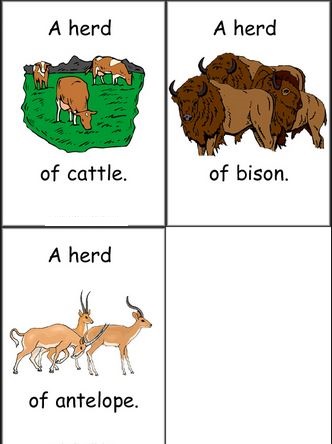 A herd
of cattle.
A herd
of bison.
A herd
of antelope.